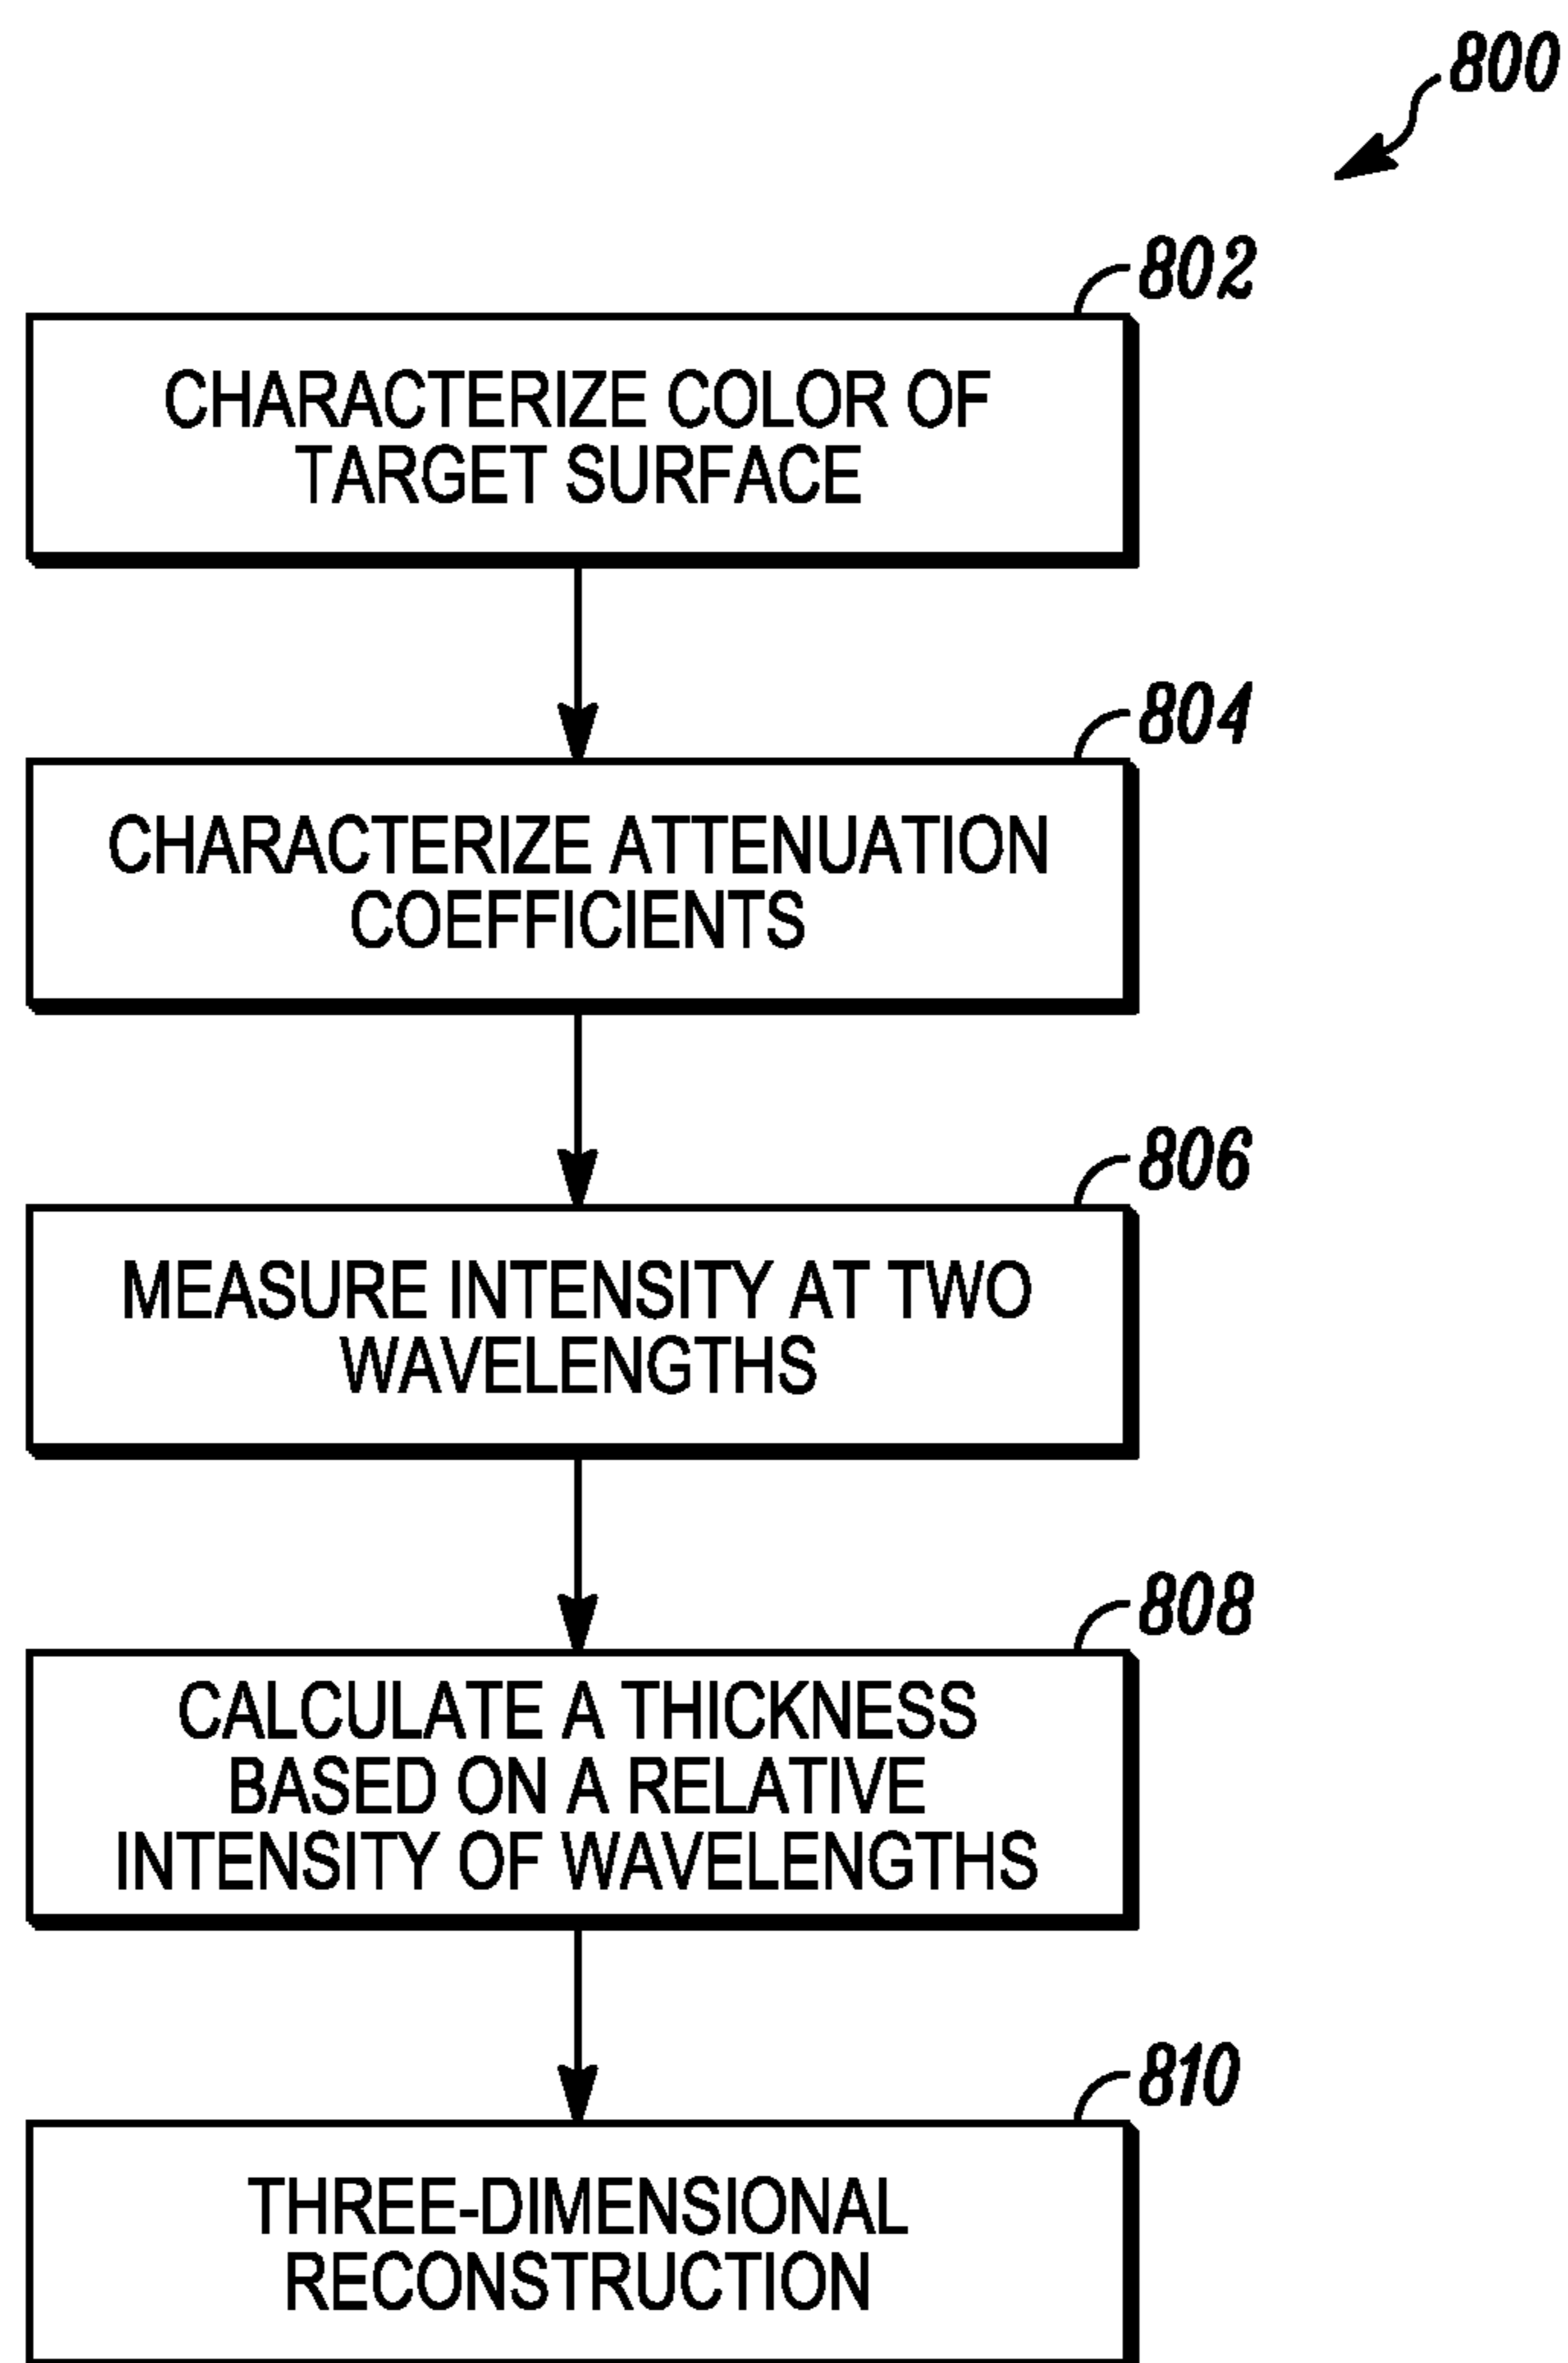 800
802
CHARACTERIZE COLOR OF
TARGET SURFACE
804
CHARACTERIZE ATTENUATION
COEFFICIENTS
806
MEASURE INTENSITY AT TWO
WAVELENGTHS
808
CALCULATE A THICKNESS
BASED ON A RELATIVE
INTENSITY OF WAVELENGTHS
810
THREE-DIMENSIONAL
RECONSTRUCTION